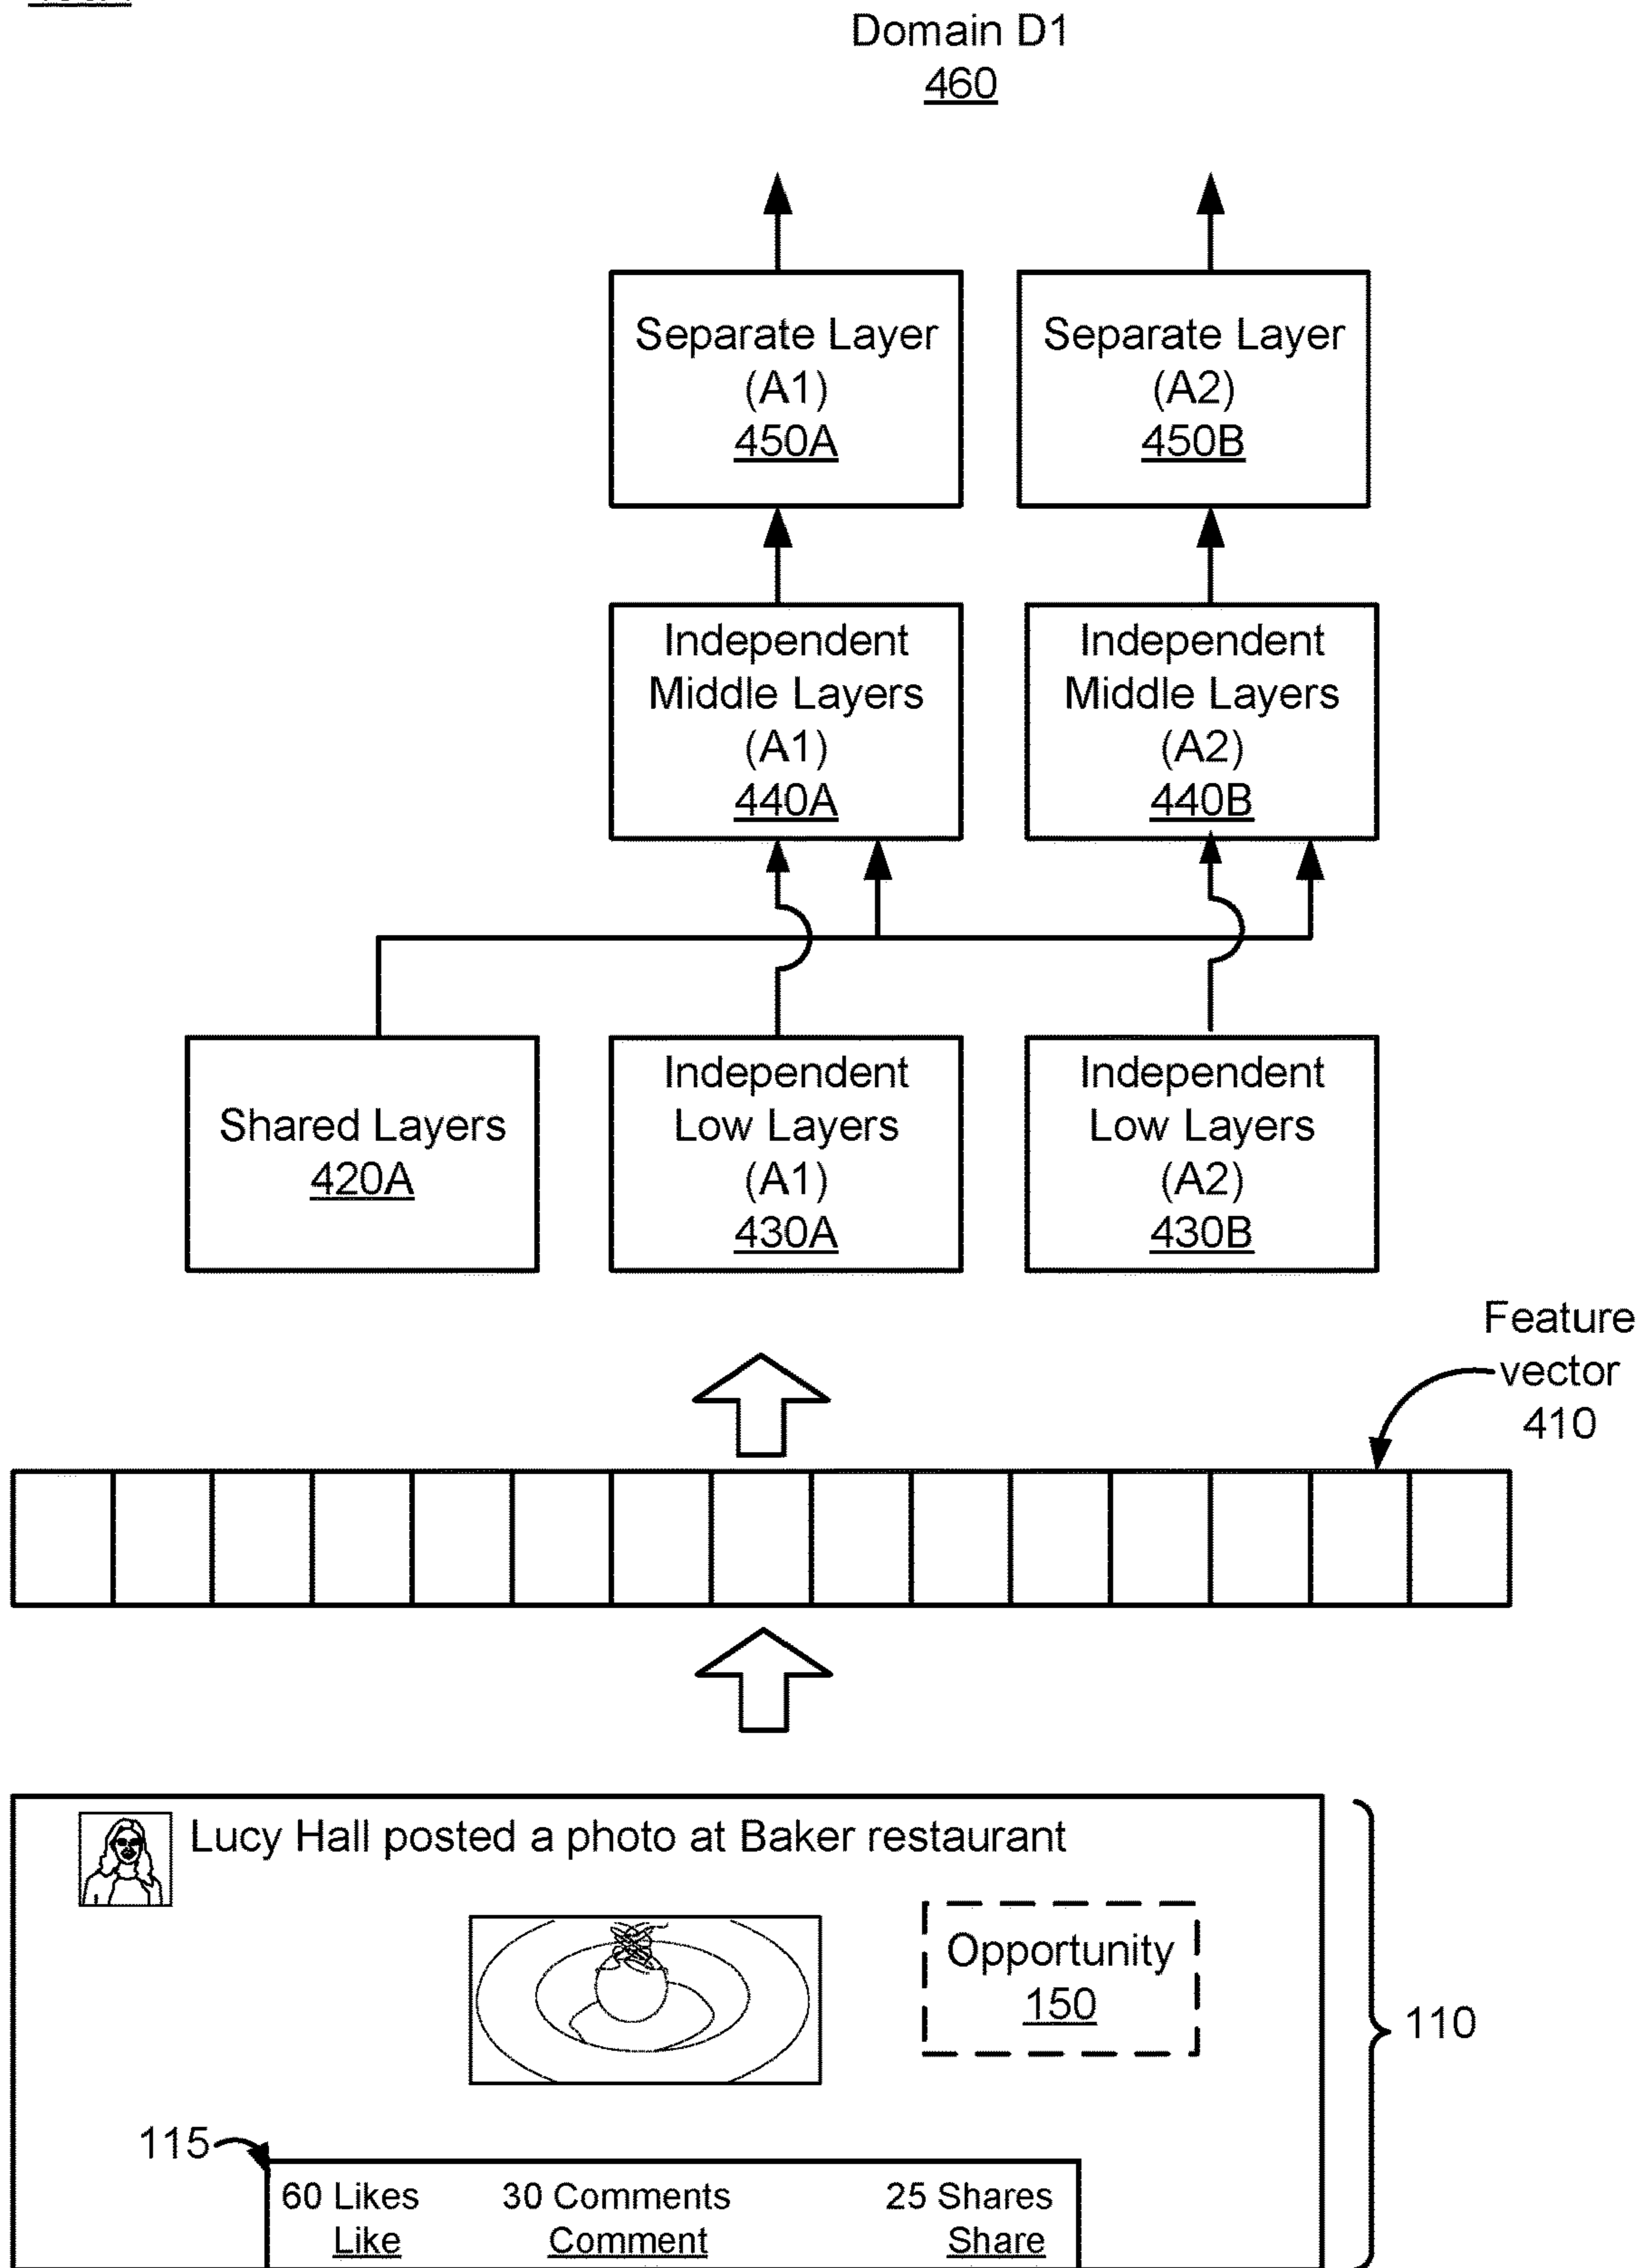 Domain D1
460
Separate Layer
(A1)
450A
Separate Layer
(A2)
450B
Independent
Middle Layers
(A1)
440A
Independent
Middle Layers
(A2)
440B
Shared Layers
420A
Independent
Low Layers
(A1)
430A
Independent
Low Layers
(A2)
430B
Feature
vector
410
Lucy Hall posted a photo at Baker restaurant
Opportunity
150
110
115
60 Likes
Like
30 Comments
Comment
25 Shares
Share